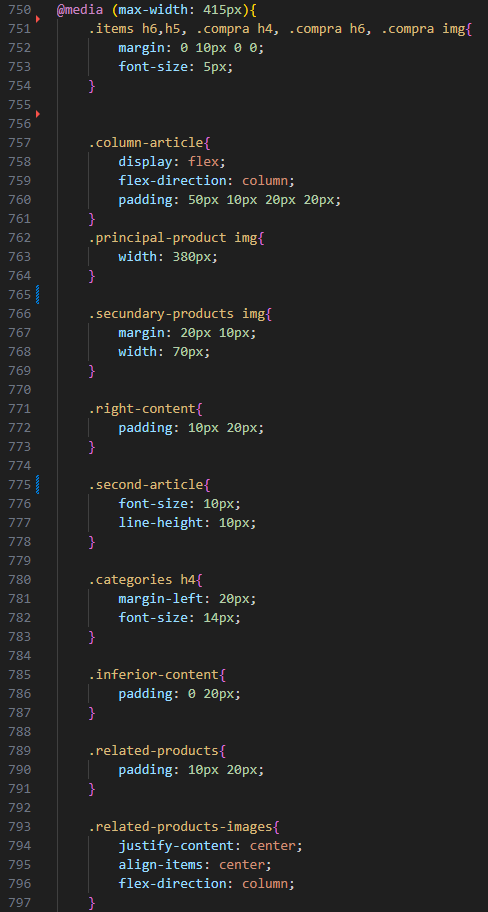 750 @media (max-width: 415px){
751     .items h6,h5, .compra h4, .compra h6, .compra img{
752         margin: 0 10px 0 0;
753         font-size: 5px;
754     }
755
756
757     .column-article{
758         display: flex;
759         flex-direction: column;
760         padding: 50px 10px 20px 20px;
761     }
762     .principal-product img{
763         width: 380px;
764     }
765
766     .secundary-products img{
767         margin: 20px 10px;
768         width: 70px;
769     }
770
771     .right-content{
772         padding: 10px 20px;
773     }
774
775     .second-article{
776         font-size: 10px;
777         line-height: 10px;
778     }
779
780     .categories h4{
781         margin-left: 20px;
782         font-size: 14px;
783     }
784
785     .inferior-content{
786         padding: 0 20px;
787     }
788
789     .related-products{
790         padding: 10px 20px;
791     }
792
793     .related-products-images{
794         justify-content: center;
795         align-items: center;
796         flex-direction: column;
797     }